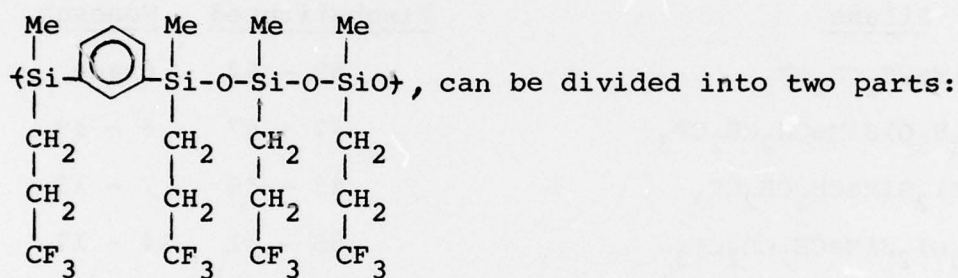 Me Me Me Me
{Si Si-O-Si-O-SiO}, can be divided into two parts:
CH2 CH2 CH2 CH2
CH2 CH2 CH2 CH2
CF3 CF3 CF3 CF3